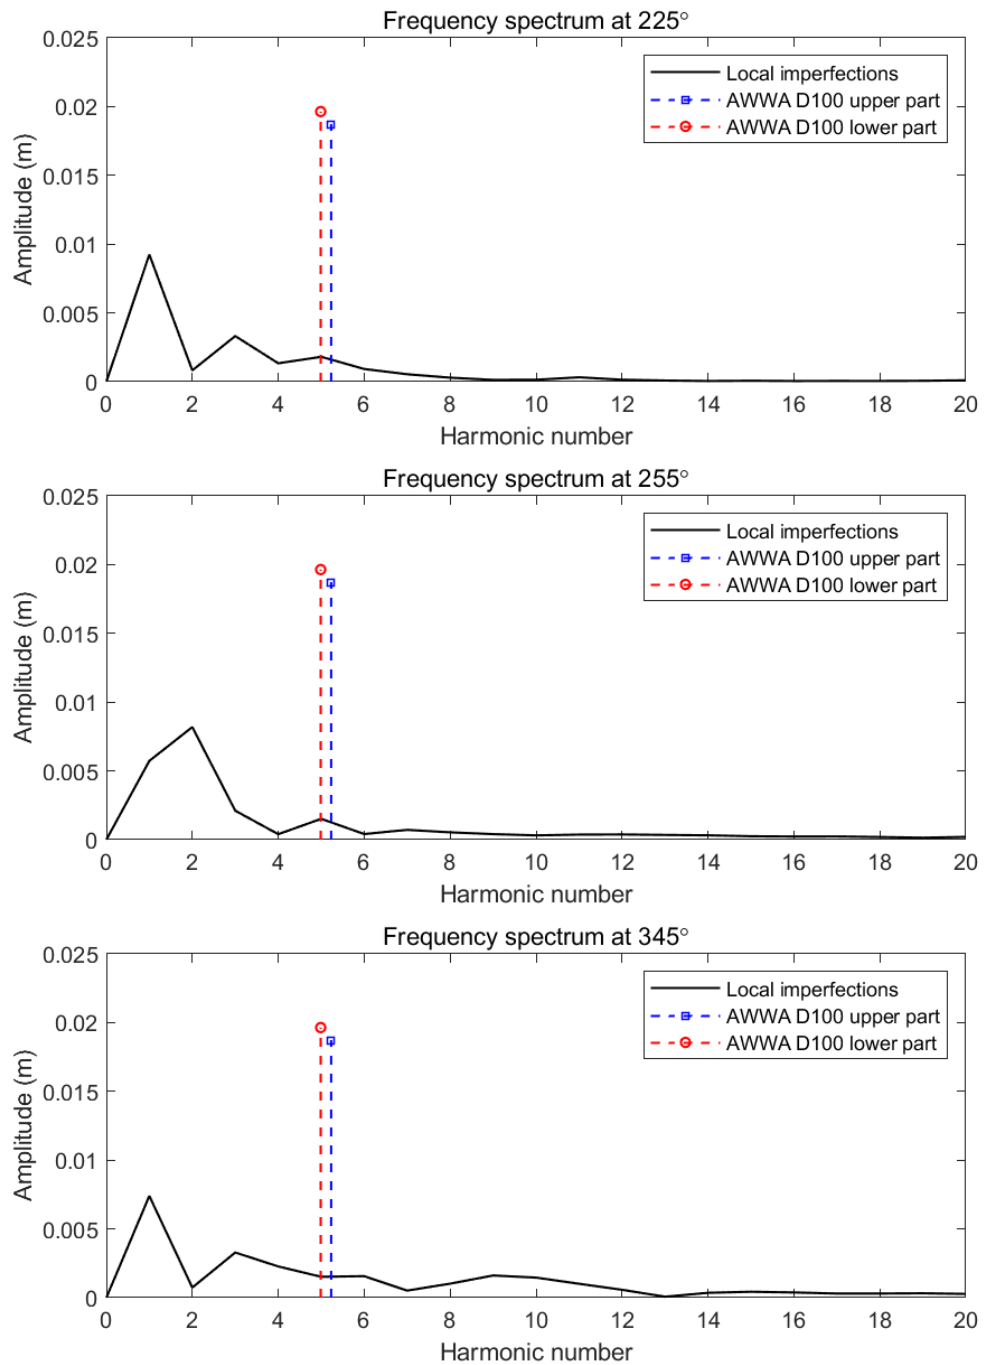 Frequency spectrum at 225°
0.025
0.02
0.015
0.01
0.005
0
Amplitude (m)
Local imperfections
AWWA D100 upper part
AWWA D100 lower part
0 2 4 6 8 10 12 14 16 18 20
Harmonic number
Frequency spectrum at 255°
0.025
0.02
0.015
0.01
0.005
0
Amplitude (m)
Local imperfections
AWWA D100 upper part
AWWA D100 lower part
0 2 4 6 8 10 12 14 16 18 20
Harmonic number
Frequency spectrum at 345°
0.025
0.02
0.015
0.01
0.005
0
Amplitude (m)
Local imperfections
AWWA D100 upper part
AWWA D100 lower part
0 2 4 6 8 10 12 14 16 18 20
Harmonic number